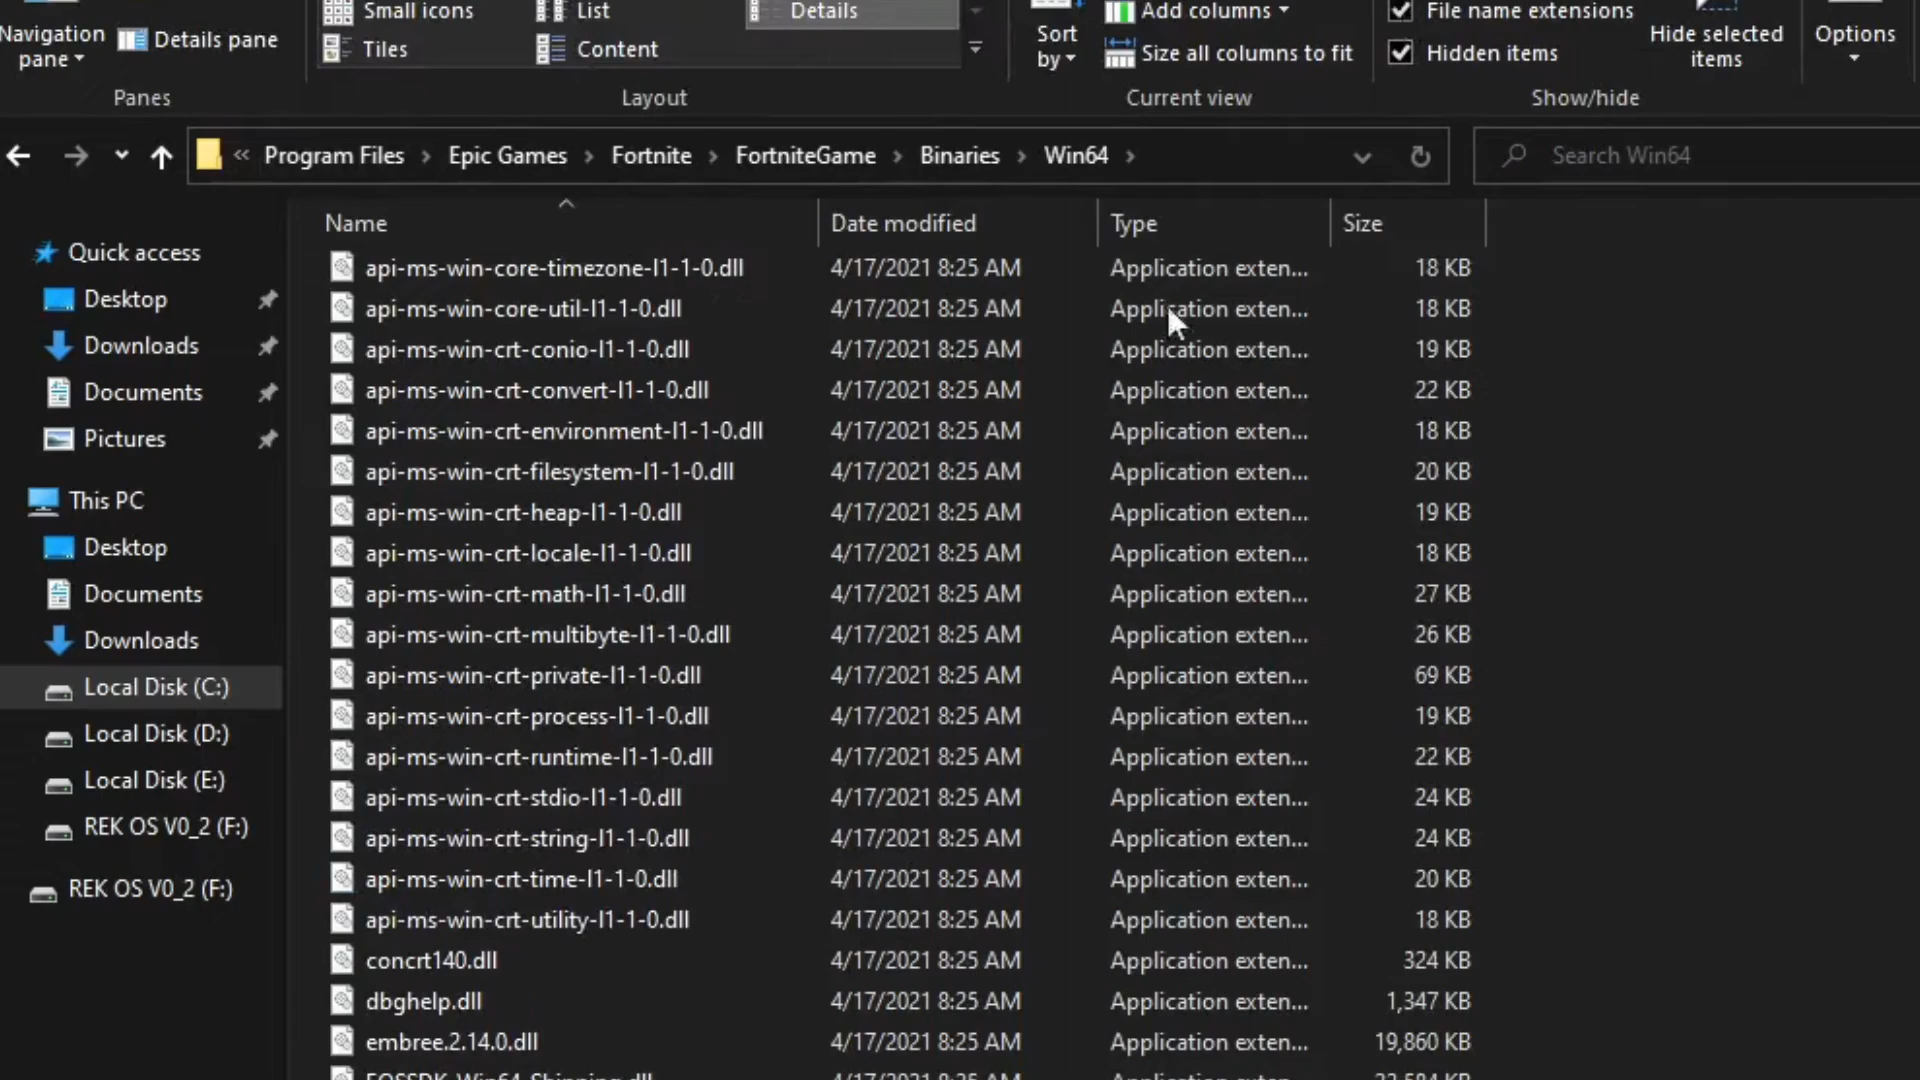 Navigation pane
Details pane
Small icons
List
Details
Tiles
Content
Sort by
Add columns
Size all columns to fit
File name extensions
Hidden items
Hide selected items
Options
Panes
Layout
Current view
Show/hide
« Program Files > Epic Games > Fortnite > FortniteGame > Binaries > Win64 >
Search Win64
Name Date modified Type Size
Quick access
Desktop
Downloads
Documents
Pictures
This PC
Desktop
Documents
Downloads
Local Disk (C:)
Local Disk (D:)
Local Disk (E:)
REK OS V0_2 (F:)
REK OS V0_2 (F:)
api-ms-win-core-timezone-l1-1-0.dll 4/17/2021 8:25 AM Application exten... 18 KB
api-ms-win-core-util-l1-1-0.dll 4/17/2021 8:25 AM Application exten... 18 KB
api-ms-win-crt-conio-l1-1-0.dll 4/17/2021 8:25 AM Application exten... 19 KB
api-ms-win-crt-convert-l1-1-0.dll 4/17/2021 8:25 AM Application exten... 22 KB
api-ms-win-crt-environment-l1-1-0.dll 4/17/2021 8:25 AM Application exten... 18 KB
api-ms-win-crt-filesystem-l1-1-0.dll 4/17/2021 8:25 AM Application exten... 20 KB
api-ms-win-crt-heap-l1-1-0.dll 4/17/2021 8:25 AM Application exten... 19 KB
api-ms-win-crt-locale-l1-1-0.dll 4/17/2021 8:25 AM Application exten... 18 KB
api-ms-win-crt-math-l1-1-0.dll 4/17/2021 8:25 AM Application exten... 27 KB
api-ms-win-crt-multibyte-l1-1-0.dll 4/17/2021 8:25 AM Application exten... 26 KB
api-ms-win-crt-private-l1-1-0.dll 4/17/2021 8:25 AM Application exten... 69 KB
api-ms-win-crt-process-l1-1-0.dll 4/17/2021 8:25 AM Application exten... 19 KB
api-ms-win-crt-runtime-l1-1-0.dll 4/17/2021 8:25 AM Application exten... 22 KB
api-ms-win-crt-stdio-l1-1-0.dll 4/17/2021 8:25 AM Application exten... 24 KB
api-ms-win-crt-string-l1-1-0.dll 4/17/2021 8:25 AM Application exten... 24 KB
api-ms-win-crt-time-l1-1-0.dll 4/17/2021 8:25 AM Application exten... 20 KB
api-ms-win-crt-utility-l1-1-0.dll 4/17/2021 8:25 AM Application exten... 18 KB
concrt140.dll 4/17/2021 8:25 AM Application exten... 324 KB
dbghelp.dll 4/17/2021 8:25 AM Application exten... 1,347 KB
embree.2.14.0.dll 4/17/2021 8:25 AM Application exten... 19,860 KB